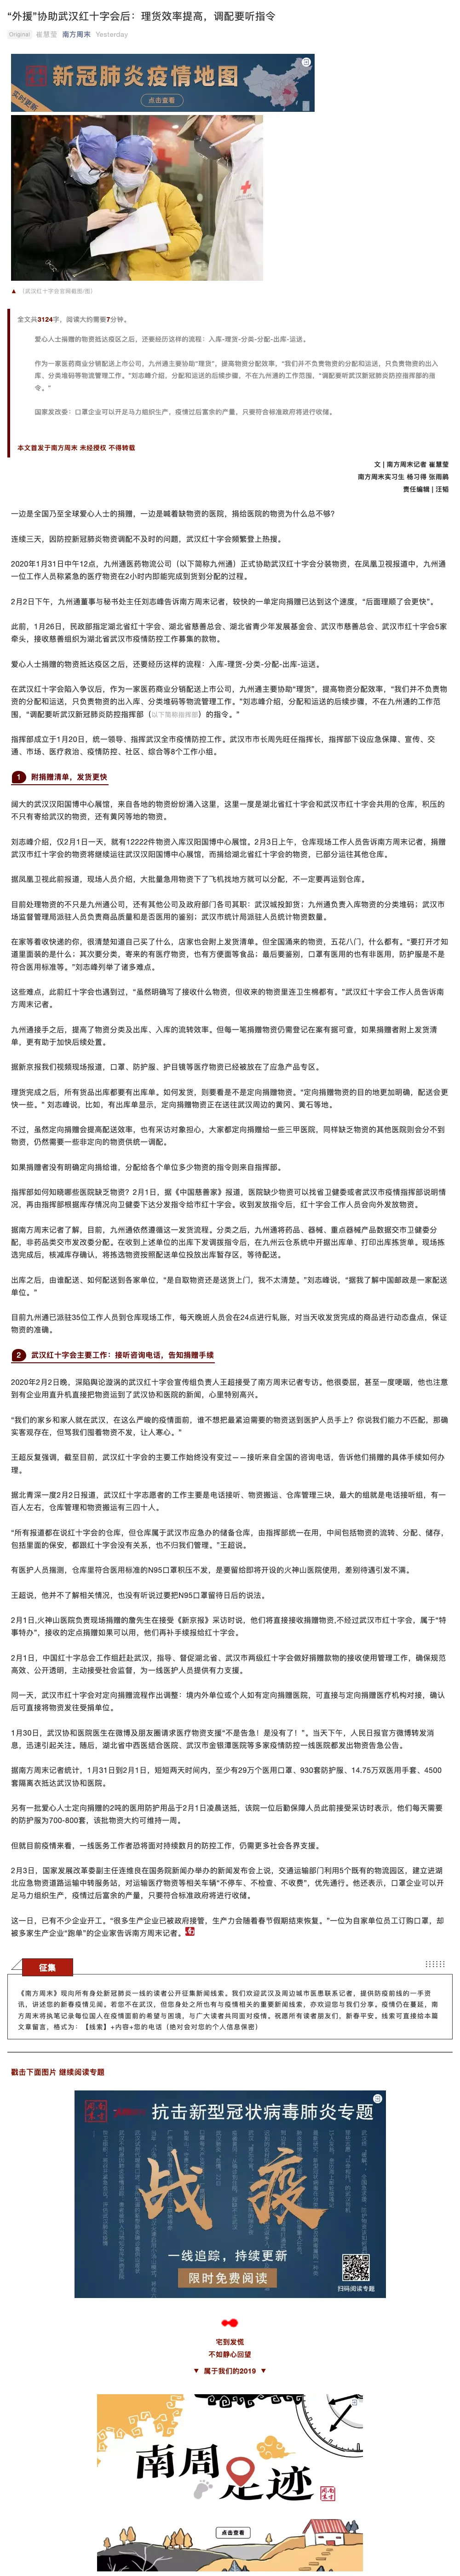 “外援”协助武汉红十字会后：理货效率提高，调配要听指令
Original 崔慧莹 南方周末 Yesterday
新冠肺炎疫情地图
实时更新
点击查看
▲ （武汉红十字会官网截图/图）
全文共3124字，阅读大约需要7分钟。
爱心人士捐赠的物资抵达疫区之后，还要经历这样的流程：入库-理货-分类-分配-出库-运送。
作为一家医药商业分销配送上市公司，九州通主要协助“理货”，提高物资分配效率，“我们并不负责物资的分配和运送，只负责物资的出入
库、分类堆码等物流管理工作。”刘志峰介绍，分配和运送的后续步骤，不在九州通的工作范围，“调配要听武汉新冠肺炎防控指挥部的指
令。”
国家发改委：口罩企业可以开足马力组织生产，疫情过后富余的产量，只要符合标准政府将进行收储。
本文首发于南方周末 未经授权 不得转载
文 | 南方周末记者 崔慧莹
南方周末实习生 杨习得 张雨鸥
责任编辑 | 汪韬
一边是全国乃至全球爱心人士的捐赠，一边是喊着缺物资的医院，捐给医院的物资为什么总不够？
连续三天，因防控新冠肺炎物资调配不及时的问题，武汉红十字会频繁登上热搜。
2020年1月31日中午12点，九州通医药物流公司（以下简称九州通）正式协助武汉红十字会分装物资，在凤凰卫视报道中，九州通
一位工作人员称紧急的医疗物资在2小时内即能完成到货到分配的过程。
2月2日下午，九州通董事与秘书处主任刘志峰告诉南方周末记者，较快的一单定向捐赠已达到这个速度，“后面理顺了会更快”。
此前，1月26日，民政部指定湖北省红十字会、湖北省慈善总会、湖北省青少年发展基金会、武汉市慈善总会、武汉市红十字会5家
牵头，接收慈善组织为湖北省武汉市疫情防控工作募集的款物。
爱心人士捐赠的物资抵达疫区之后，还要经历这样的流程：入库-理货-分类-分配-出库-运送。
在武汉红十字会陷入争议后，作为一家医药商业分销配送上市公司，九州通主要协助“理货”，提高物资分配效率，“我们并不负责物
资的分配和运送，只负责物资的出入库、分类堆码等物流管理工作。”刘志峰介绍，分配和运送的后续步骤，不在九州通的工作范
围，“调配要听武汉新冠肺炎防控指挥部（以下简称指挥部）的指令。”
指挥部成立于1月20日，统一领导、指挥武汉全市疫情防控工作。武汉市市长周先旺任指挥长，指挥部下设应急保障、宣传、交
通、市场、医疗救治、疫情防控、社区、综合等8个工作小组。
1 附捐赠清单，发货更快
阔大的武汉汉阳国博中心展馆，来自各地的物资纷纷涌入这里，这里一度是湖北省红十字会和武汉市红十字会共用的仓库，积压的
不只有寄给武汉的物资，还有黄冈等地的物资。
刘志峰介绍，仅2月1日一天，就有12222件物资入库汉阳国博中心展馆。2月3日上午，仓库现场工作人员告诉南方周末记者，捐赠
武汉市红十字会的物资将继续运往武汉汉阳国博中心展馆，而捐给湖北省红十字会的物资，已部分运往其他仓库。
据凤凰卫视此前报道，现场人员介绍，大批量急用物资下了飞机找地方就可以分配，不一定要再运到仓库。
目前处理物资的不只是九州通公司，还有其他公司及政府部门各司其职：武汉城投卸货；九州通负责入库物资的分类堆码；武汉市
市场监督管理局派驻人员负责商品质量和是否医用的鉴别；武汉市统计局派驻人员统计物资数量。
在家等着收快递的你，很清楚知道自己买了什么，店家也会附上发货清单。但全国涌来的物资，五花八门，什么都有。“要打开才知
道里面装的是什么；其次要分类，寄来的有医疗物资，也有方便面等食品；最后要鉴别，口罩有医用的也有非医用，防护服是不是
符合医用标准等。”刘志峰列举了诸多难点。
这些难点，此前红十字会也遇到过，“虽然明确写了接收什么物资，但收来的物资里连卫生棉都有。”武汉红十字会工作人员告诉南
方周末记者。
九州通接手之后，提高了物资分类及出库、入库的流转效率。但每一笔捐赠物资仍需登记在案有据可查，如果捐赠者附上发货清
单，更有助于加快后续处置。
据新京报我们视频现场报道，口罩、防护服、护目镜等医疗物资已经被放在了应急产品专区。
理货完成之后，所有货品出库都要有出库单。如何发货，则要看是不是定向捐赠物资。“定向捐赠物资的目的地更加明确，配送会更
快一些。” 刘志峰说，比如，有出库单显示，定向捐赠物资正在送往武汉周边的黄冈、黄石等地。
不过，虽然定向捐赠会提高配送效率，也有采访对象担心，大家都定向捐赠给一些三甲医院，同样缺乏物资的其他医院则会分不到
物资，仍然需要一些非定向的物资供统一调配。
如果捐赠者没有明确定向捐给谁，分配给各个单位多少物资的指令则来自指挥部。
指挥部如何知晓哪些医院缺乏物资？2月1日，据《中国慈善家》报道，医院缺少物资可以找省卫健委或者武汉市疫情指挥部说明情
况，再由指挥部根据库存情况向卫健委下达分发指令给市红十字会。收到发放指令后，红十字会工作人员会向外发放物资。
据南方周末记者了解，目前，九州通依然遵循这一发货流程。分类之后，九州通将药品、器械、重点器械产品数据交市卫健委分
配，非药品类交市发改委分配。在收到上述单位的出库下发调拨指令后，在九州云仓系统中开据出库单、打印出库拣货单。现场拣
选完成后，核减库存确认，将拣选物资按照配送单位投放出库暂存区，等待配送。
出库之后，由谁配送、如何配送到各家单位，“是自取物资还是送货上门，我不太清楚。”刘志峰说，“据我了解中国邮政是一家配送
单位。”
目前九州通已派驻35位工作人员到仓库现场工作，每天晚班人员会在24点进行轧账，对当天收发货完成的商品进行动态盘点，保证
物资的准确。
2 武汉红十字会主要工作：接听咨询电话，告知捐赠手续
2020年2月2日晚，深陷舆论漩涡的武汉红十字会宣传组负责人王超接受了南方周末记者专访。他很委屈，甚至一度哽咽，他也注意
到有企业用直升机直接把物资运到了武汉协和医院的新闻，心里特别高兴。
“我们的家乡和家人就在武汉，在这么严峻的疫情面前，谁不想把最紧迫需要的物资送到医护人员手上？你说我们能力不匹配，那确
实客观存在，但骂我们囤着物资不发，让人寒心。”
王超反复强调，截至目前，武汉红十字会的主要工作始终没有变过——接听来自全国的咨询电话，告诉他们捐赠的具体手续如何办
理。
据北青深一度2月2日报道，武汉红十字志愿者的工作主要是电话接听、物资搬运、仓库管理三块，最大的组就是电话接听组，有一
百人左右，仓库管理和物资搬运有三四十人。
“所有报道都在说红十字会的仓库，但仓库属于武汉市应急办的储备仓库，由指挥部统一在用，中间包括物资的流转、分配、储存，
包括里面的保安，都跟红十字会没有关系，也不归我们管理。”王超说。
有医护人员揣测，仓库里符合医用标准的N95口罩积压不发，是要留给即将开设的火神山医院使用，差别待遇引发不满。
王超说，他并不了解相关情况，也没有听说过要把N95口罩留待日后的说法。
2月1日,火神山医院负责现场捐赠的詹先生在接受《新京报》采访时说，他们将直接接收捐赠物资,不经过武汉市红十字会，属于“特
事特办”，接收的定点捐赠如果可以用，他们再补手续报给红十字会。
2月1日，中国红十字总会工作组赶赴武汉，指导、督促湖北省、武汉市两级红十字会做好捐赠款物的接收使用管理工作，确保规范
高效、公开透明，主动接受社会监督，为一线医护人员提供有力支援。
同一天，武汉市红十字会对定向捐赠流程作出调整：境内外单位或个人如有定向捐赠医院，可直接与定向捐赠医疗机构对接，确认
后可直接将物资发往受捐单位。
1月30日，武汉协和医院医生在微博及朋友圈请求医疗物资支援“不是告急！是没有了！”。当天下午，人民日报官方微博转发消
息，迅速引起关注。随后，湖北省中西医结合医院、武汉市金银潭医院等多家疫情防控一线医院都发出物资告急公告。
据南方周末记者统计，1月31日到2月1日，短短两天时间内，至少有29万个医用口罩、930套防护服、14.75万双医用手套、4500
套隔离衣抵达武汉协和医院。
另有一批爱心人士定向捐赠的2吨的医用防护用品于2月1日凌晨送抵，该院一位后勤保障人员此前接受采访时表示，他们每天需要
的防护服为700-800套，该批物资大约可维持一周。
但就目前疫情来看，一线医务工作者恐将面对持续数月的防控工作，仍需更多社会各界支援。
2月3日，国家发展改革委副主任连维良在国务院新闻办举办的新闻发布会上说，交通运输部门利用5个既有的物流园区，建立进湖
北应急物资道路运输中转服务站，对运输医疗物资等相关车辆“不停车、不检查、不收费”，优先通行。他还表示，口罩企业可以开
足马力组织生产，疫情过后富余的产量，只要符合标准政府将进行收储。
这一日，已有不少企业开工。“很多生产企业已被政府接管，生产力会随着春节假期结束恢复。”一位为自家单位员工订购口罩，却
被多家生产企业“跑单”的企业家告诉南方周末记者。
征集
《南方周末》现向所有身处新冠肺炎一线的读者公开征集新闻线索。我们欢迎武汉及周边城市医患联系记者，提供防疫前线的一手资
讯，讲述您的新春疫情见闻。若您不在武汉，但您身处之所也有与疫情相关的重要新闻线索，亦欢迎您与我们分享。疫情仍在蔓延，南
方周末将执笔记录每位国人在疫情面前的希望与困境，与广大读者共同面对疫情。祝愿所有读者朋友们，新春平安。线索可直接给本篇
文章留言，格式为：【线索】+内容+您的电话（绝对会对您的个人信息保密）
戳击下面图片 继续阅读专题
抗击新型冠状病毒肺炎专题
战疫
一线追踪，持续更新
限时免费阅读
扫码阅读专题
宅到发慌
不如静心回望
▼ 属于我们的2019 ▼
南周足迹
点击查看